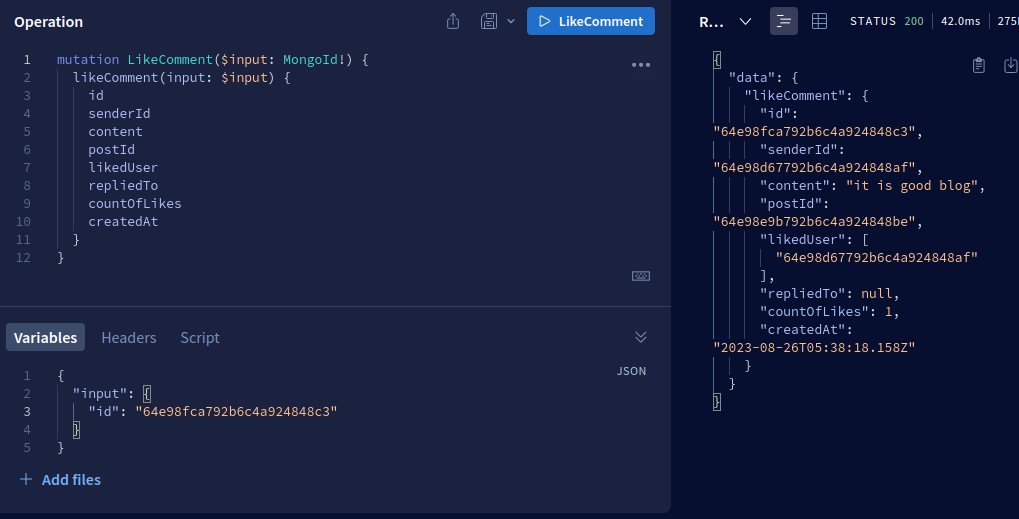 Operation
LikeComment
1 mutation LikeComment($input: MongoId!) {
2 likeComment(input: $input) {
3 id
4 senderId
5 content
6 postId
7 likedUser
8 repliedTo
9 countOfLikes
10 createdAt
11 }
12 }
Variables Headers Script
JSON
1 {
2 "input": {
3 "id": "64e98fca792b6c4a924848c3"
4 }
5 }
+ Add files
R... STATUS 200 42.0ms 275
{
"data": {
"likeComment": {
"id":
"64e98fca792b6c4a924848c3",
"senderId":
"64e98d67792b6c4a924848af",
"content": "it is good blog",
"postId":
"64e98e9b792b6c4a924848be",
"likedUser": [
"64e98d67792b6c4a924848af"
],
"repliedTo": null,
"countOfLikes": 1,
"createdAt":
"2023-08-26T05:38:18.158Z"
}
}
}